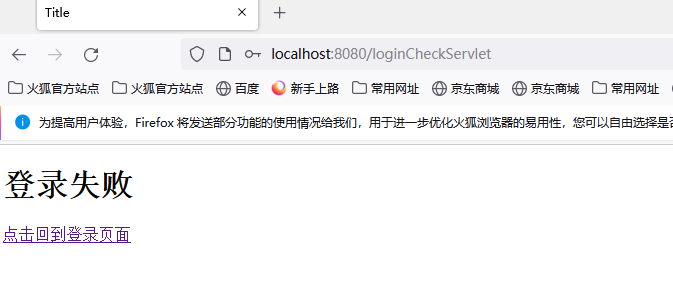 Title
localhost:8080/loginCheckServlet
火狐官方站点 火狐官方站点 百度 新手上路 常用网址 京东商城 京东商城 常用网址
为提高用户体验，Firefox 将发送部分功能的使用情况给我们，用于进一步优化火狐浏览器的易用性，您可以自由选择是
登录失败
点击回到登录页面